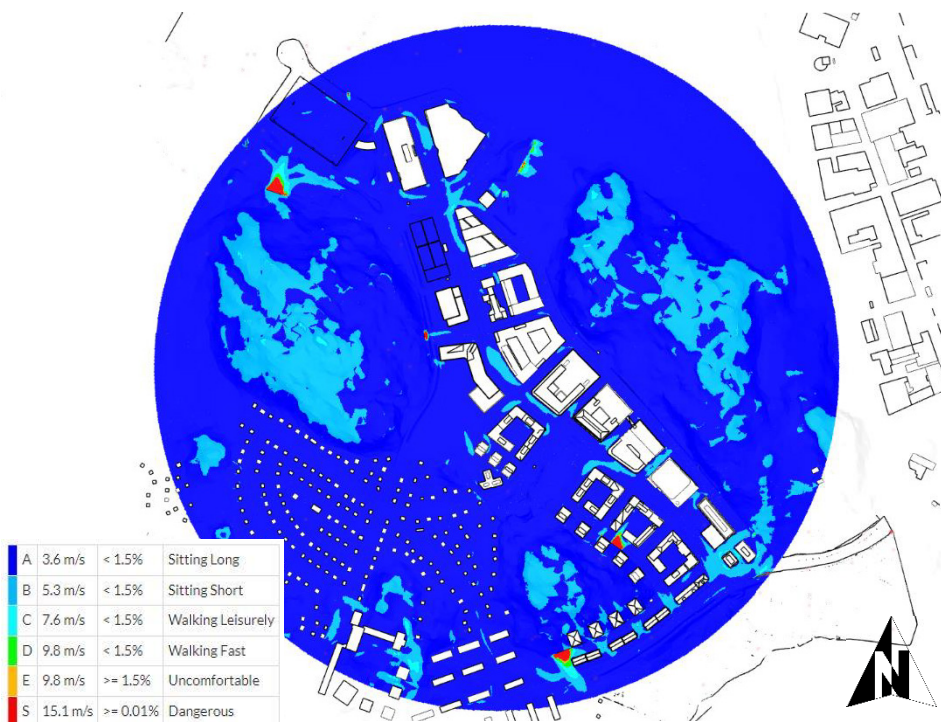 A 3.6 m/s < 1.5% Sitting Long
B 5.3 m/s < 1.5% Sitting Short
C 7.6 m/s < 1.5% Walking Leisurely
D 9.8 m/s < 1.5% Walking Fast
E 9.8 m/s >= 1.5% Uncomfortable
S 15.1 m/s >= 0.01% Dangerous
N